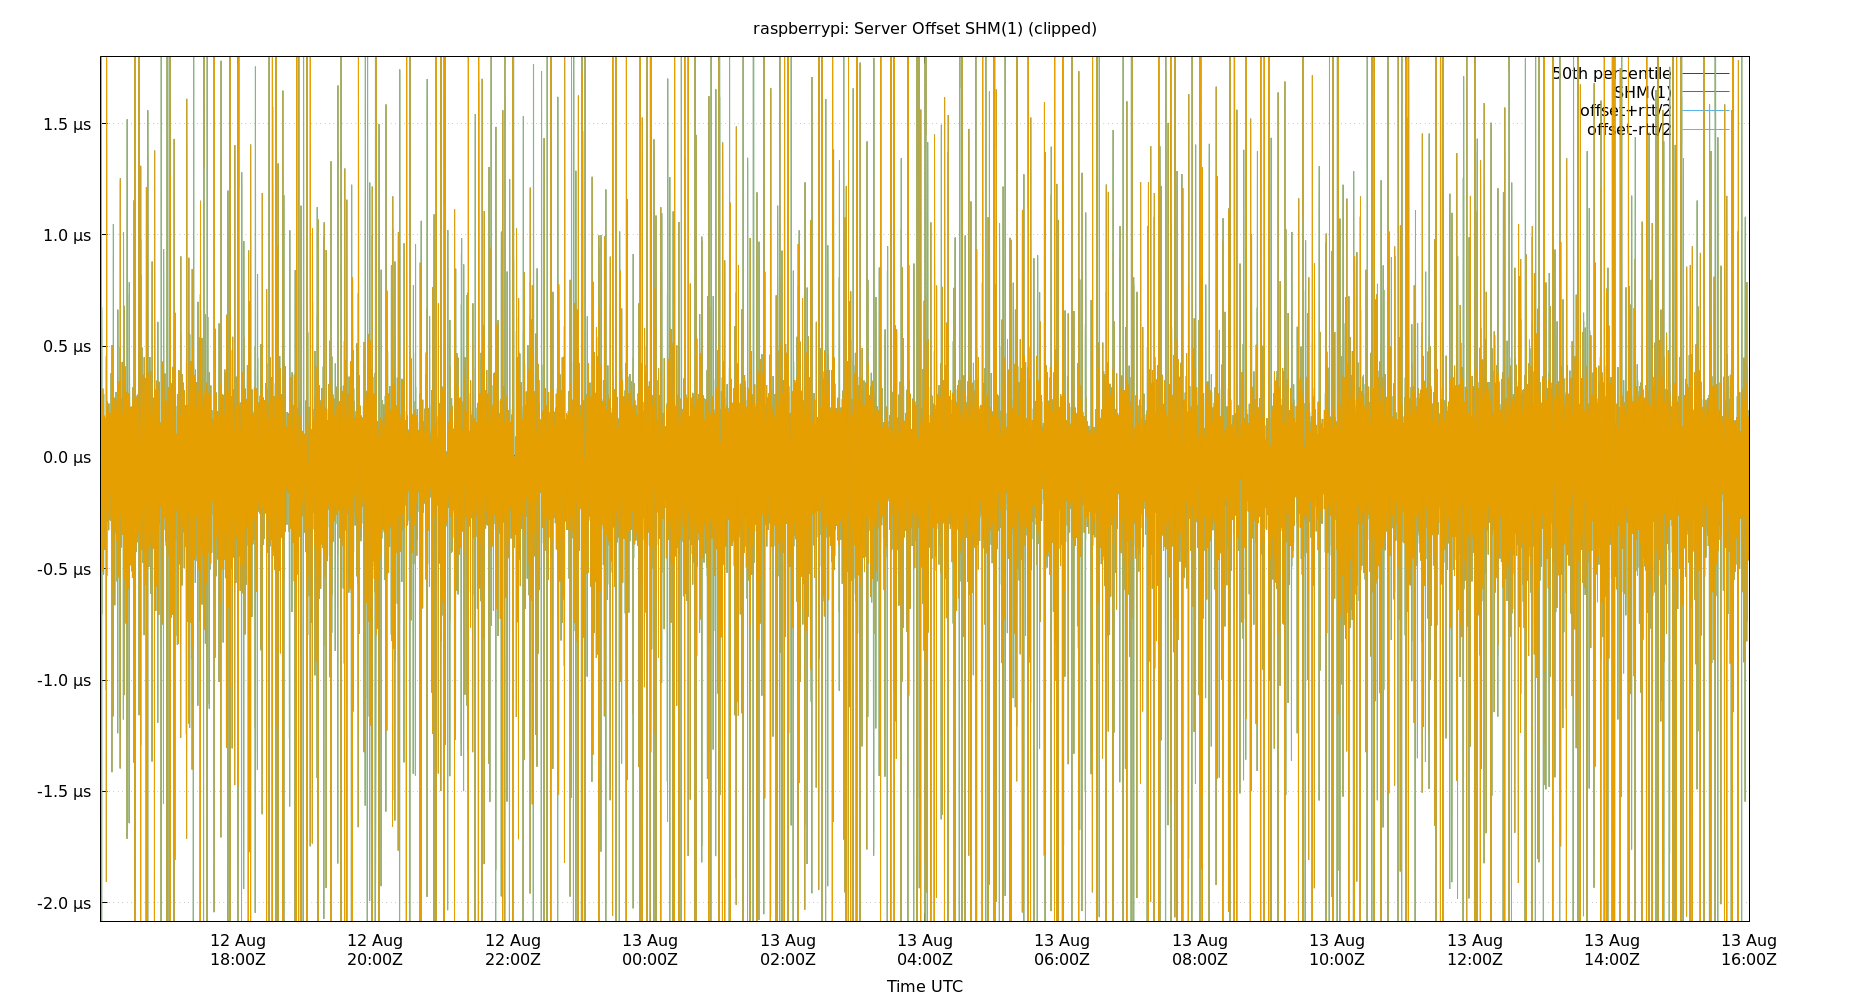 raspberrypi: Server Offset SHM(1) (clipped)
50th percentile
SHM(1)
offset+rtt/2
offset-rtt/2
1.5 µs
1.0 µs
0.5 µs
0.0 µs
-0.5 µs
-1.0 µs
-1.5 µs
-2.0 µs
12 Aug 12 Aug 12 Aug 13 Aug 13 Aug 13 Aug 13 Aug 13 Aug 13 Aug 13 Aug 13 Aug 13 Aug
18:00Z 20:00Z 22:00Z 00:00Z 02:00Z 04:00Z 06:00Z 08:00Z 10:00Z 12:00Z 14:00Z 16:00Z
Time UTC